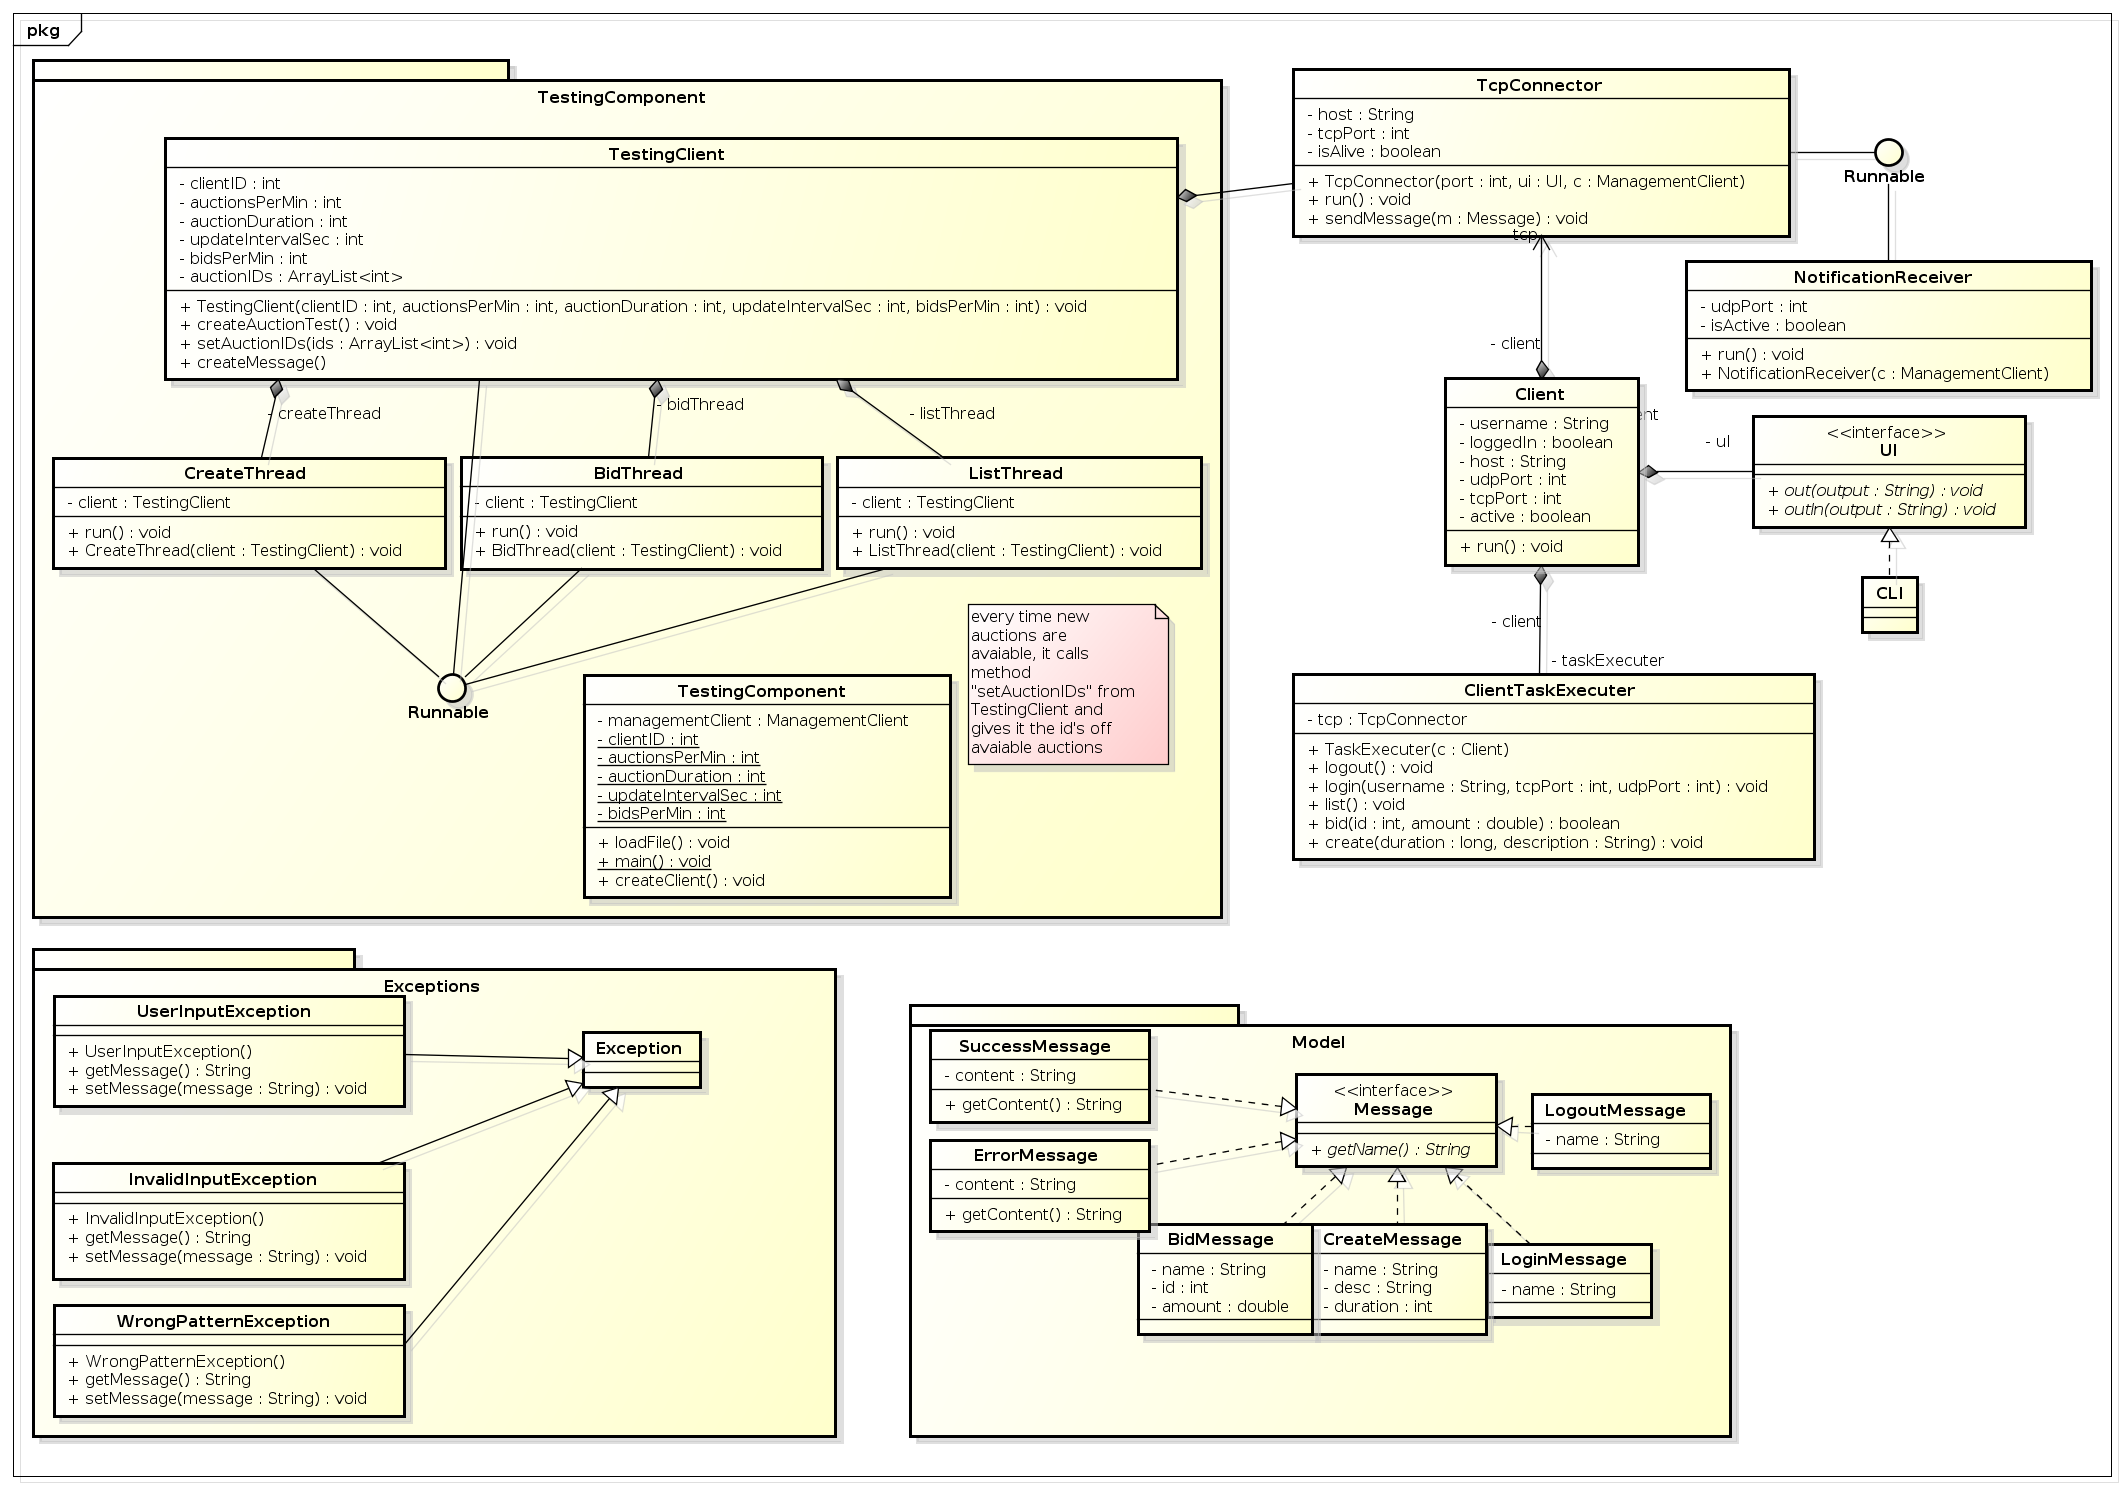 pkg
TestingComponent
TestingClient
- clientID : int
- auctionsPerMin : int
- auctionDuration : int
- updateIntervalSec : int
- bidsPerMin : int
- auctionIDs : ArrayList<int>
+ TestingClient(clientID : int, auctionsPerMin : int, auctionDuration : int, updateIntervalSec : int, bidsPerMin : int) : void
+ createAuctionTest() : void
+ setAuctionIDs(ids : ArrayList<int>) : void
+ createMessage()
- createThread
- bidThread
- listThread
CreateThread
- client : TestingClient
+ run() : void
+ CreateThread(client : TestingClient) : void
BidThread
- client : TestingClient
+ run() : void
+ BidThread(client : TestingClient) : void
ListThread
- client : TestingClient
+ run() : void
+ ListThread(client : TestingClient) : void
Runnable
TestingComponent
- managementClient : ManagementClient
- clientID : int
- auctionsPerMin : int
- auctionDuration : int
- updateIntervalSec : int
- bidsPerMin : int
+ loadFile() : void
+ main() : void
+ createClient() : void
every time new
auctions are
avaiable, it calls
method
"setAuctionIDs" from
TestingClient and
gives it the id's off
avaiable auctions
TcpConnector
- host : String
- tcpPort : int
- isAlive : boolean
+ TcpConnector(port : int, ui : UI, c : ManagementClient)
+ run() : void
+ sendMessage(m : Message) : void
tcp
Runnable
NotificationReceiver
- udpPort : int
- isActive : boolean
+ run() : void
+ NotificationReceiver(c : ManagementClient)
- client
Client
- username : String
- loggedIn : boolean
- host : String
- udpPort : int
- tcpPort : int
- active : boolean
+ run() : void
ent
- uI
<<interface>>
UI
+ out(output : String) : void
+ outln(output : String) : void
CLI
- client
- taskExecuter
ClientTaskExecuter
- tcp : TcpConnector
+ TaskExecuter(c : Client)
+ logout() : void
+ login(username : String, tcpPort : int, udpPort : int) : void
+ list() : void
+ bid(id : int, amount : double) : boolean
+ create(duration : long, description : String) : void
Exceptions
UserInputException
+ UserInputException()
+ getMessage() : String
+ setMessage(message : String) : void
Exception
InvalidInputException
+ InvalidInputException()
+ getMessage() : String
+ setMessage(message : String) : void
WrongPatternException
+ WrongPatternException()
+ getMessage() : String
+ setMessage(message : String) : void
Model
SuccessMessage
- content : String
+ getContent() : String
ErrorMessage
- content : String
+ getContent() : String
<<interface>>
Message
+ getName() : String
LogoutMessage
- name : String
BidMessage
- name : String
- id : int
- amount : double
CreateMessage
- name : String
- desc : String
- duration : int
LoginMessage
- name : String